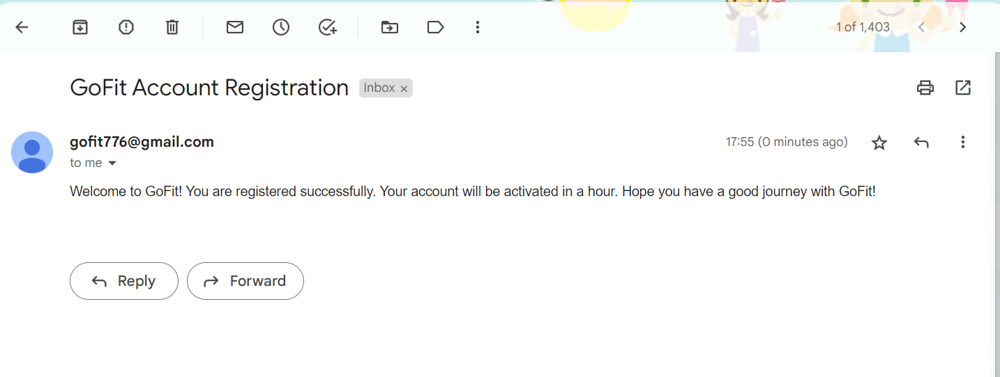 1 of 1,403
GoFit Account Registration Inbox ×
gofit776@gmail.com 17:55 (0 minutes ago)
to me
Welcome to GoFit! You are registered successfully. Your account will be activated in a hour. Hope you have a good journey with GoFit!
Reply Forward